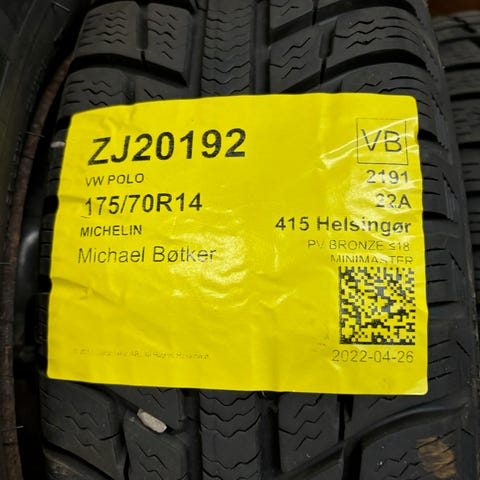 ZJ20192
VB
VW POLO
2191
175/70R14
22A
MICHELIN
415 Helsingør
Michael Bøtker
PV BRONZE ≤18
MINIMASTER
2022-04-26